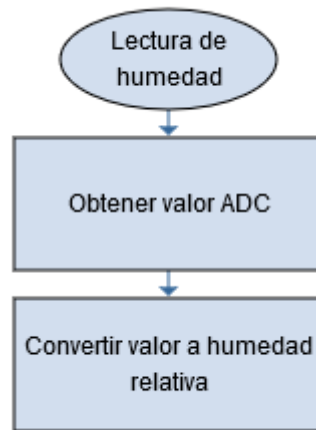 Lectura de
humedad
Obtener valor ADC
Convertir valor a humedad
relativa